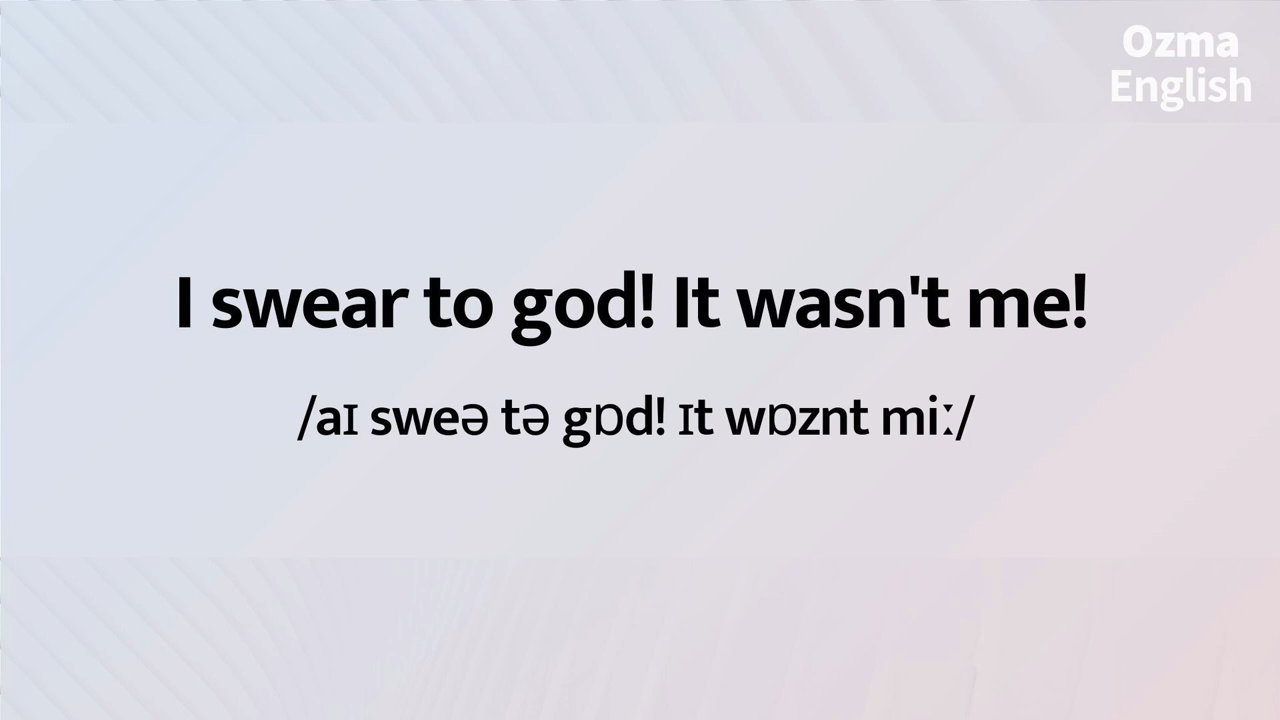 Ozma
English
I swear to god! It wasn't me!
/aɪ sweə tə gɒd! ɪt wɒznt miː/